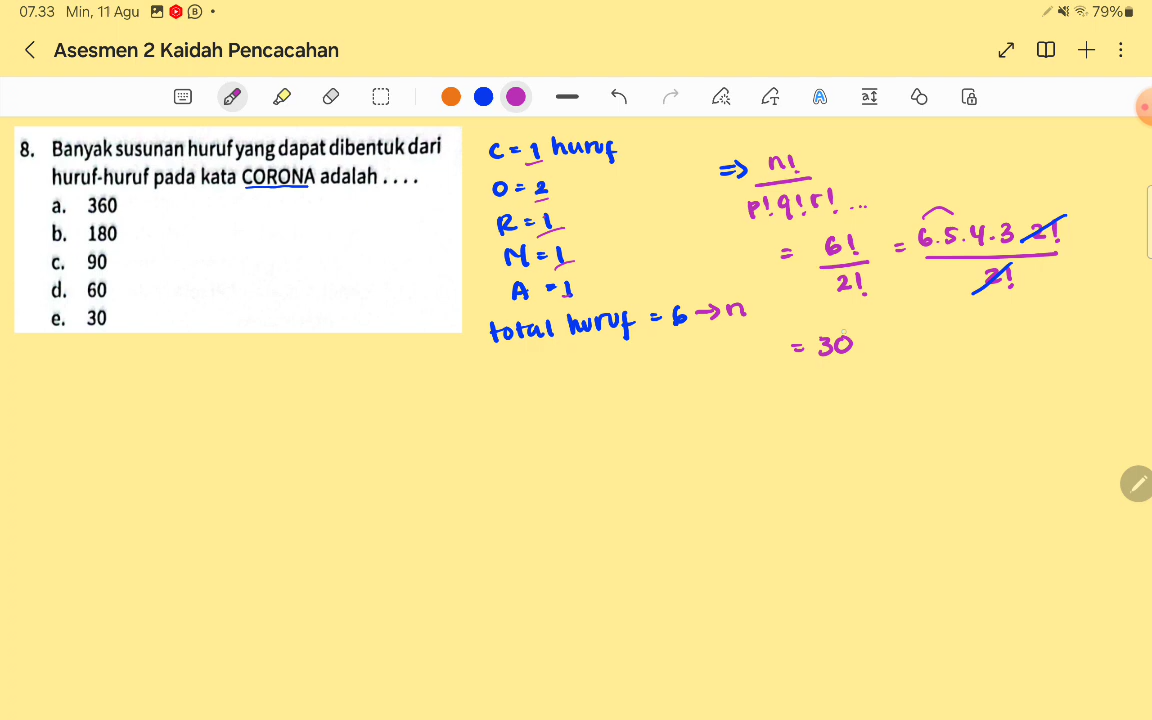 07.33 Min, 11 Agu 79%
Asesmen 2 Kaidah Pencacahan
8. Banyak susunan huruf yang dapat dibentuk dari
huruf-huruf pada kata CORONA adalah . . . .
a. 360
b. 180
c. 90
d. 60
e. 30
C = 1 huruf
O = 2
R = 1
N = 1
A = 1
total huruf = 6 → n
⇒ n!
p! q! r! ...
= 6! = 6.5.4.3.2!
2! 2!
= 30